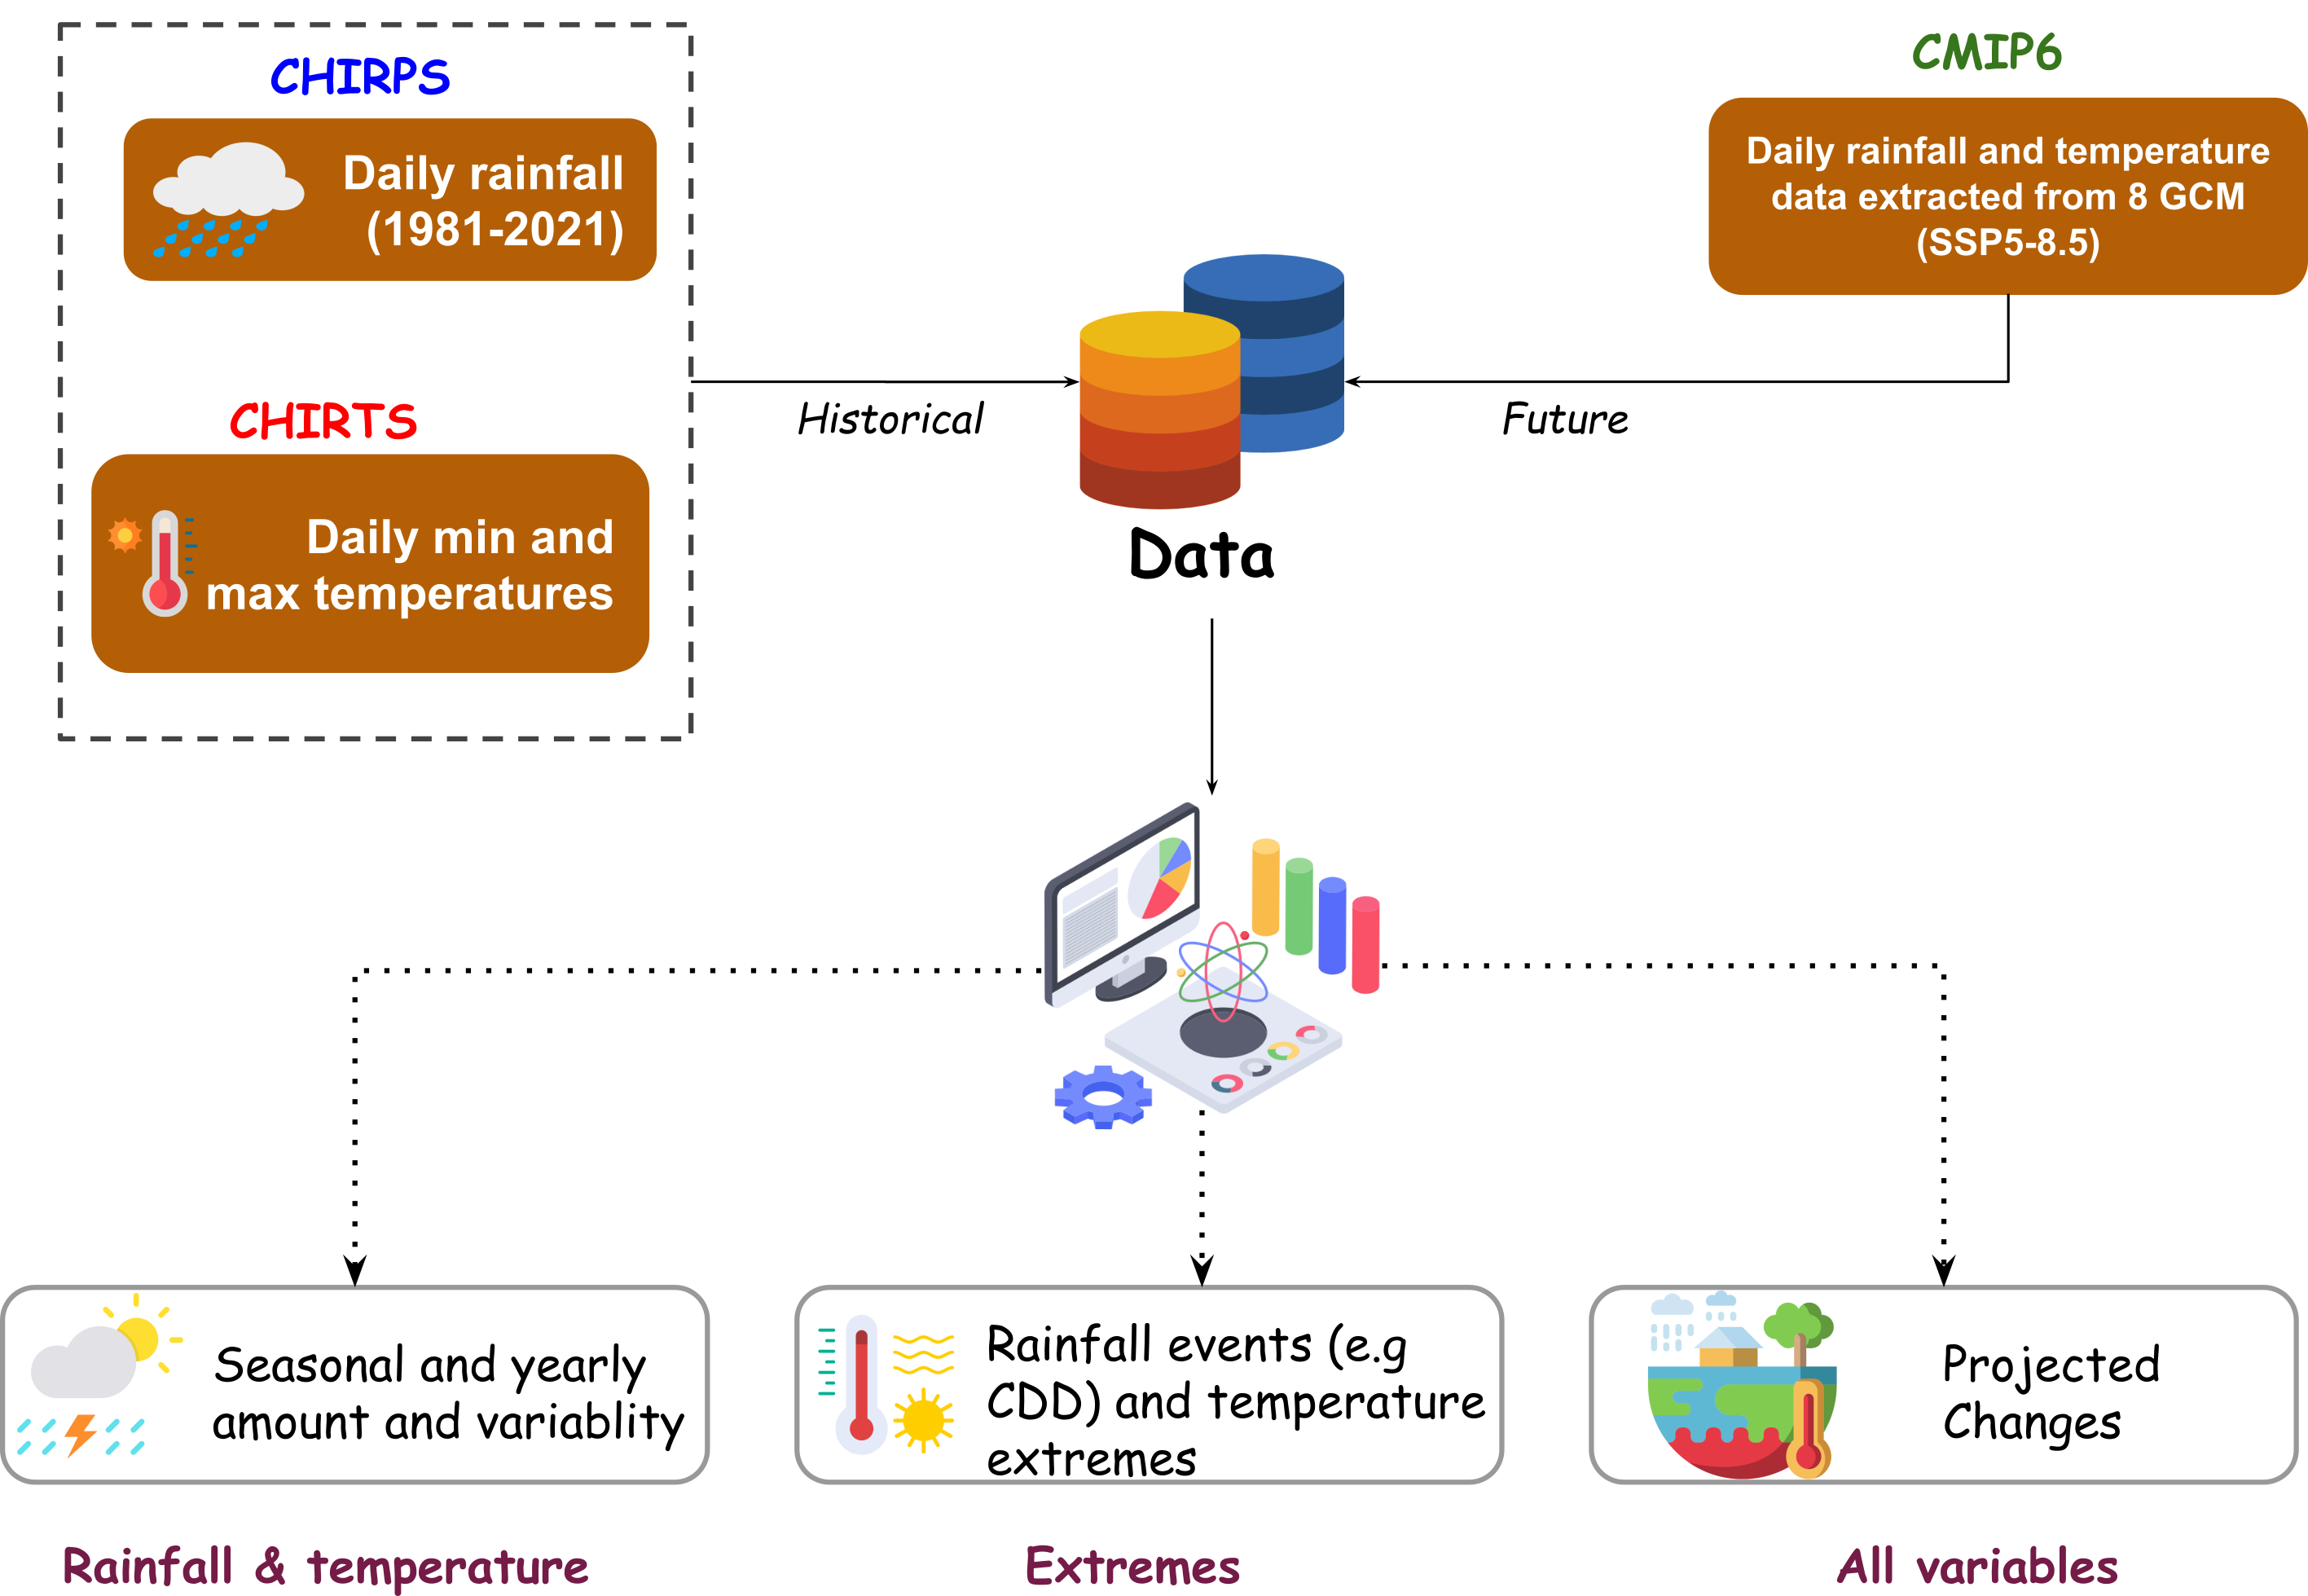 CHIRPS
Daily rainfall
(1981-2021)
CHIRTS
Daily min and
max temperatures
CMIP6
Daily rainfall and temperature
data extracted from 8 GCM
(SSP5-8.5)
Historical
Future
Data
Seasonal and yearly
amount and variabllity
Rainfall events (e.g
CDD) and temperature
extremes
Projected
Changes
Rainfall & temperature
Extremes
All variables